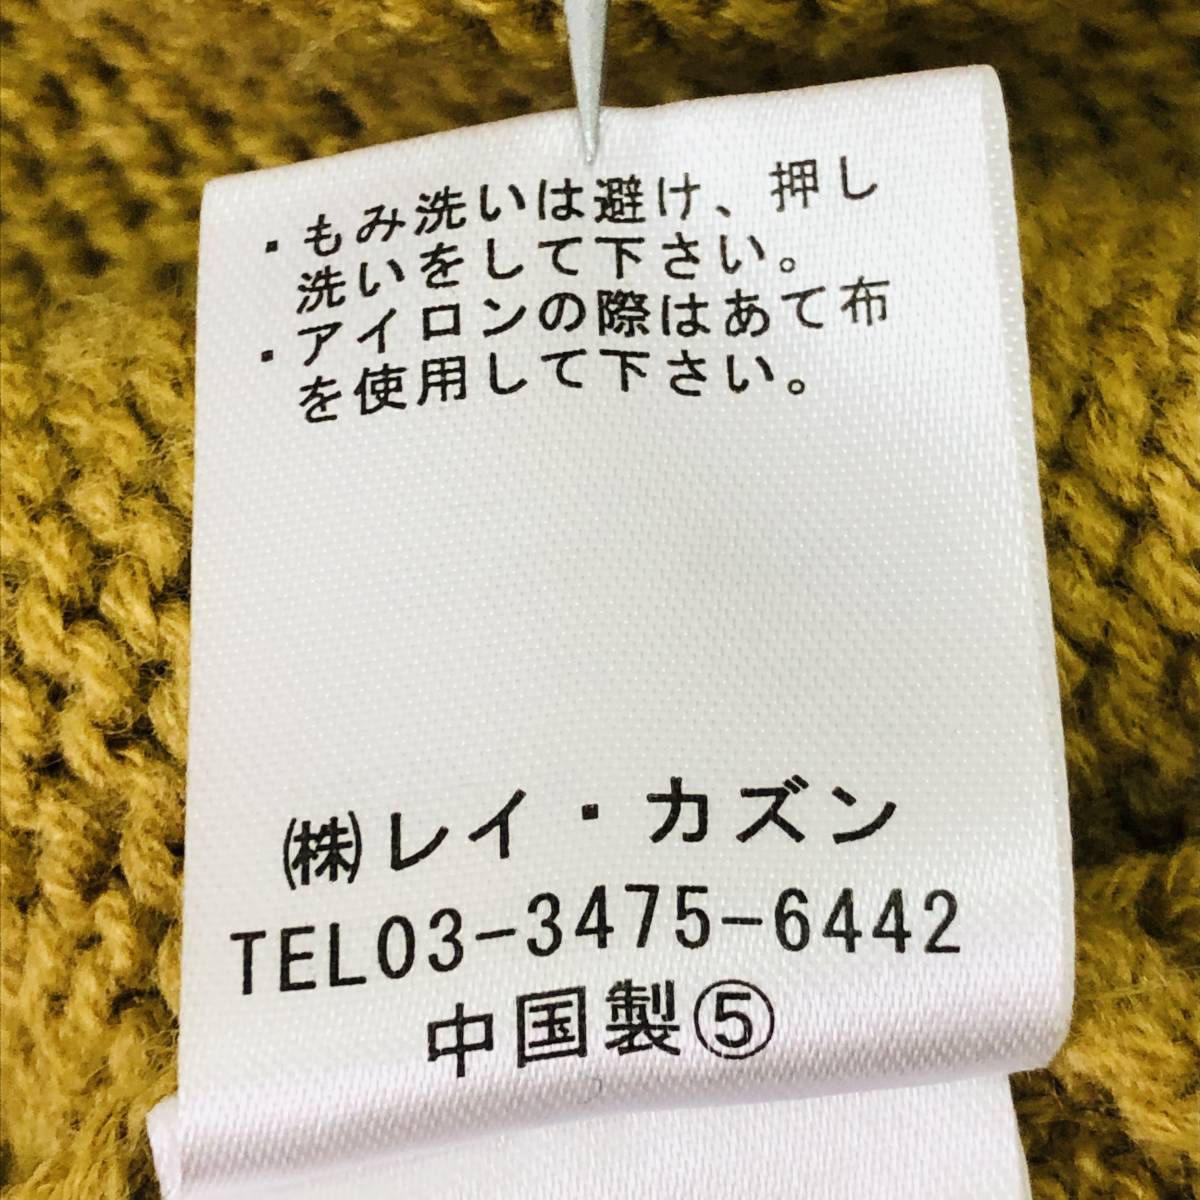 ・もみ洗いは避け、押し
洗いをして下さい。
・アイロンの際はあて布
を使用して下さい。
㈱レイ・カズン
TEL03-3475-6442
中国製⑤